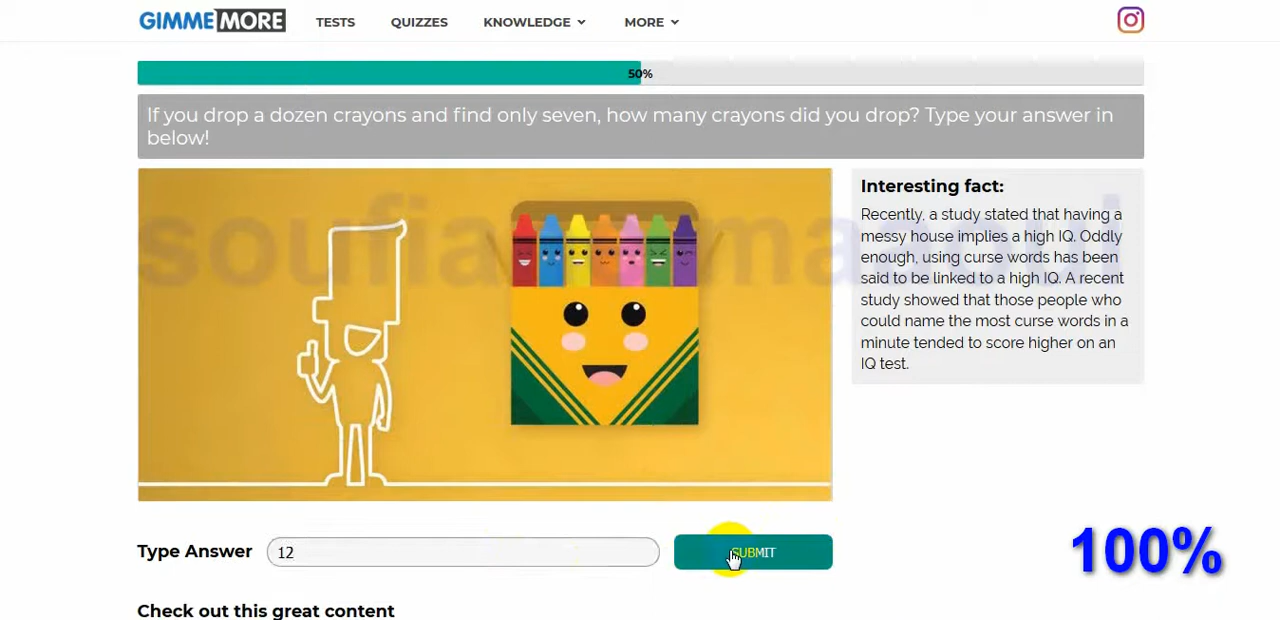 GIMMEMORE TESTS QUIZZES KNOWLEDGE MORE
50%
If you drop a dozen crayons and find only seven, how many crayons did you drop? Type your answer in
below!
Interesting fact:
Recently, a study stated that having a
messy house implies a high IQ. Oddly
enough, using curse words has been
said to be linked to a high IQ. A recent
study showed that those people who
could name the most curse words in a
minute tended to score higher on an
IQ test.
Type Answer 12 SUBMIT
100%
Check out this great content